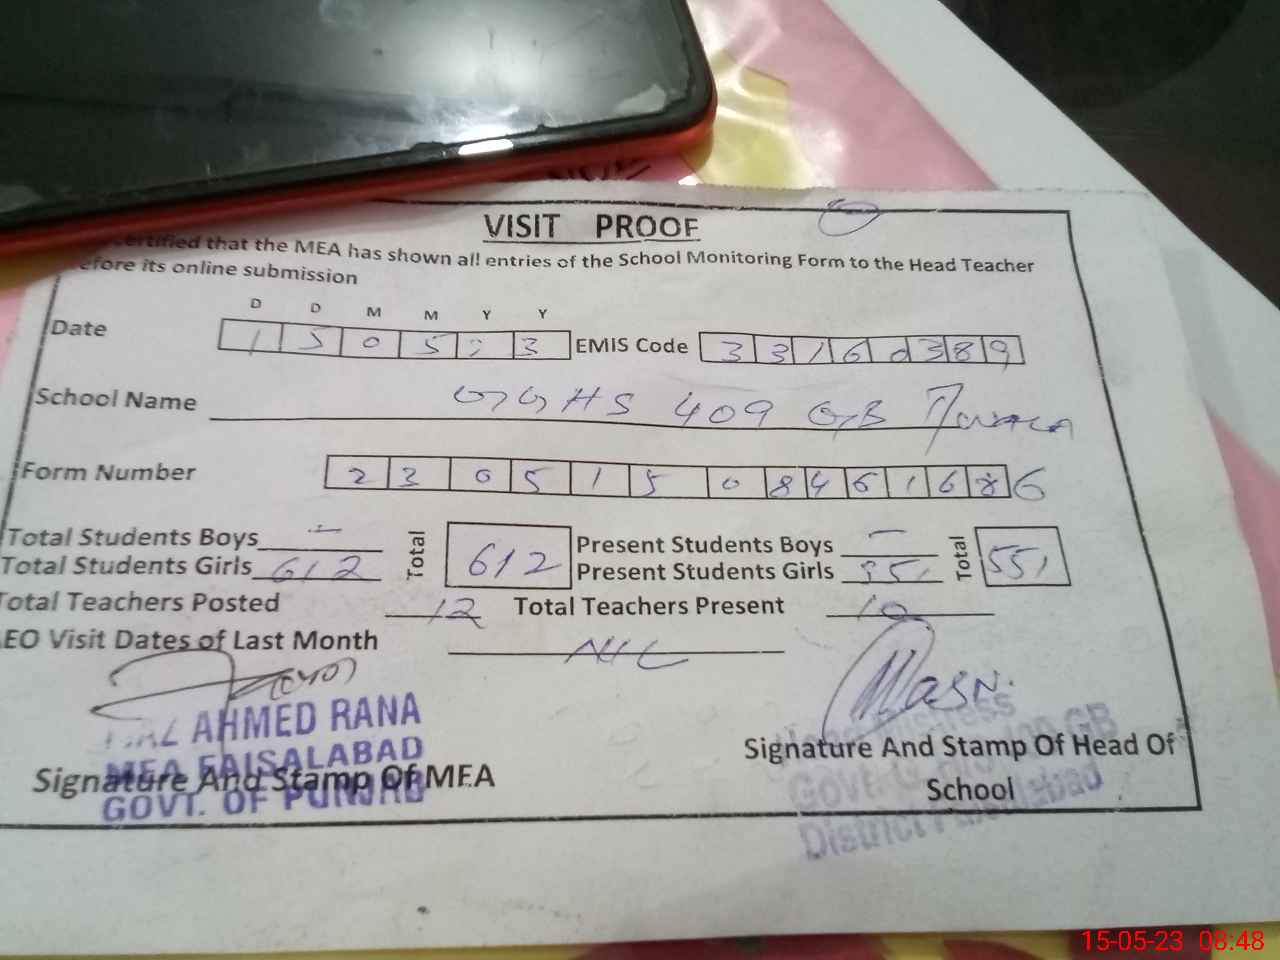 VISIT PROOF
certified that the MEA has shown all entries of the School Monitoring Form to the Head Teacher
efore its online submission
D D M M Y Y
Date 1 5 0 5 2 3 EMIS Code 3 3 1 6 0 3 8 9
School Name GGHS 409 GB
Form Number 2 3 0 5 1 5 0 8 4 6 1 6 8 6
Total Students Boys - Total 612 Present Students Boys - Total 551
Total Students Girls 612 Present Students Girls 551
Total Teachers Posted 12 Total Teachers Present 10
EO Visit Dates of Last Month NIL
AHMED RANA
MEA FAISALABAD
GOVT. OF PUNJAB
Signature And Stamp Of MEA
Signature And Stamp Of Head Of
School
Govt. GB
District
15-05-23 08:48